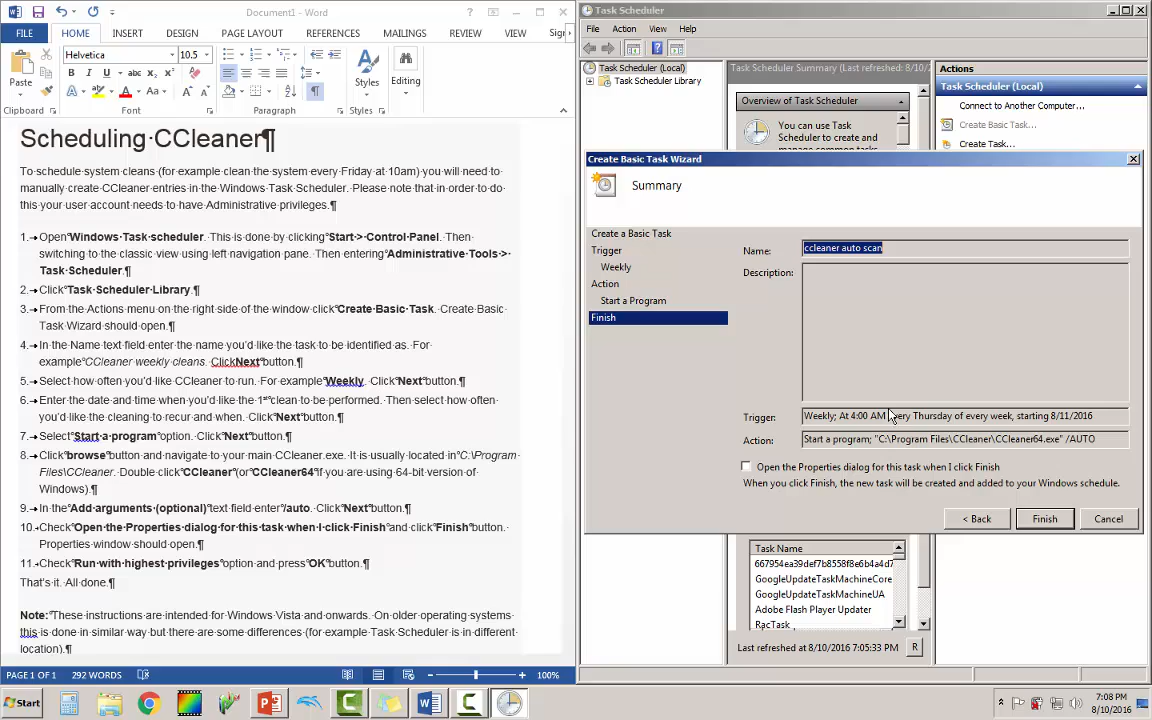 Document1 - Word
FILE
HOME
INSERT
DESIGN
PAGE LAYOUT
REFERENCES
MAILINGS
REVIEW
VIEW
Sig
Paste
Helvetica
10.5
Styles
Editing
Clipboard
Font
Paragraph
Styles
Scheduling·CCleaner¶
To schedule system cleans (for example clean the system every Friday at 10am) you will need to
manually create CCleaner entries in the Windows Task Scheduler. Please note that in order to do
this your user account needs to have Administrative privileges.¶
1.→Open°Windows·Task·scheduler. This is done by clicking°Start·>·Control·Panel. Then
switching to the classic view using left navigation pane. Then entering°Administrative·Tools·>
Task·Scheduler.¶
2.→Click°Task·Scheduler·Library.¶
3.→From the Actions menu on the right side of the window click°Create·Basic·Task. Create Basic
Task Wizard should open.¶
4.→In the Name text field enter the name you'd like the task to be identified as. For
example°CCleaner weekly cleans. ClickNext°button.¶
5.→Select how often you'd like CCleaner to run. For example°Weekly. Click°Next°button.¶
6.→Enter the date and time when you'd like the 1st°clean to be performed. Then select how often
you'd like the cleaning to recur and when. Click°Next°button.¶
7.→Select°Start·a·program°option. Click°Next°button.¶
8.→Click°browse°button and navigate to your main CCleaner.exe. It is usually located in°C:\Program
Files\CCleaner. Double click°CCleaner°(or°CCleaner64°if you are using 64-bit version of
Windows).¶
9.→In the°Add·arguments·(optional)°text field enter°/auto. Click°Next°button.¶
10.→Check°Open·the·Properties·dialog·for·this·task·when·I·click·Finish°and click°Finish°button.
Properties window should open.¶
11.→Check°Run·with·highest·privileges°option and press°OK°button.¶
That's it. All done.¶
Note:°These instructions are intended for Windows Vista and onwards. On older operating systems
this is done in similar way but there are some differences (for example Task Scheduler is in different
location).¶
PAGE 1 OF 1
292 WORDS
100%
Task Scheduler
File
Action
View
Help
Task Scheduler (Local)
Task Scheduler Library
Task Scheduler Summary (Last refreshed: 8/10/2
Overview of Task Scheduler
You can use Task
Scheduler to create and
manage common tasks
Actions
Task Scheduler (Local)
Connect to Another Computer...
Create Basic Task...
Create Task...
Create Basic Task Wizard
Summary
Create a Basic Task
Trigger
Weekly
Action
Start a Program
Finish
Name:
ccleaner auto scan
Description:
Trigger:
Weekly; At 4:00 AM every Thursday of every week, starting 8/11/2016
Action:
Start a program; "C:\Program Files\CCleaner\CCleaner64.exe" /AUTO
Open the Properties dialog for this task when I click Finish
When you click Finish, the new task will be created and added to your Windows schedule.
< Back
Finish
Cancel
Task Name
667954ea39def7b8558f8e6b4a4d7
GoogleUpdateTaskMachineCore
GoogleUpdateTaskMachineUA
Adobe Flash Player Updater
RacTask
Last refreshed at 8/10/2016 7:05:33 PM
R
Start
7:08 PM
8/10/2016